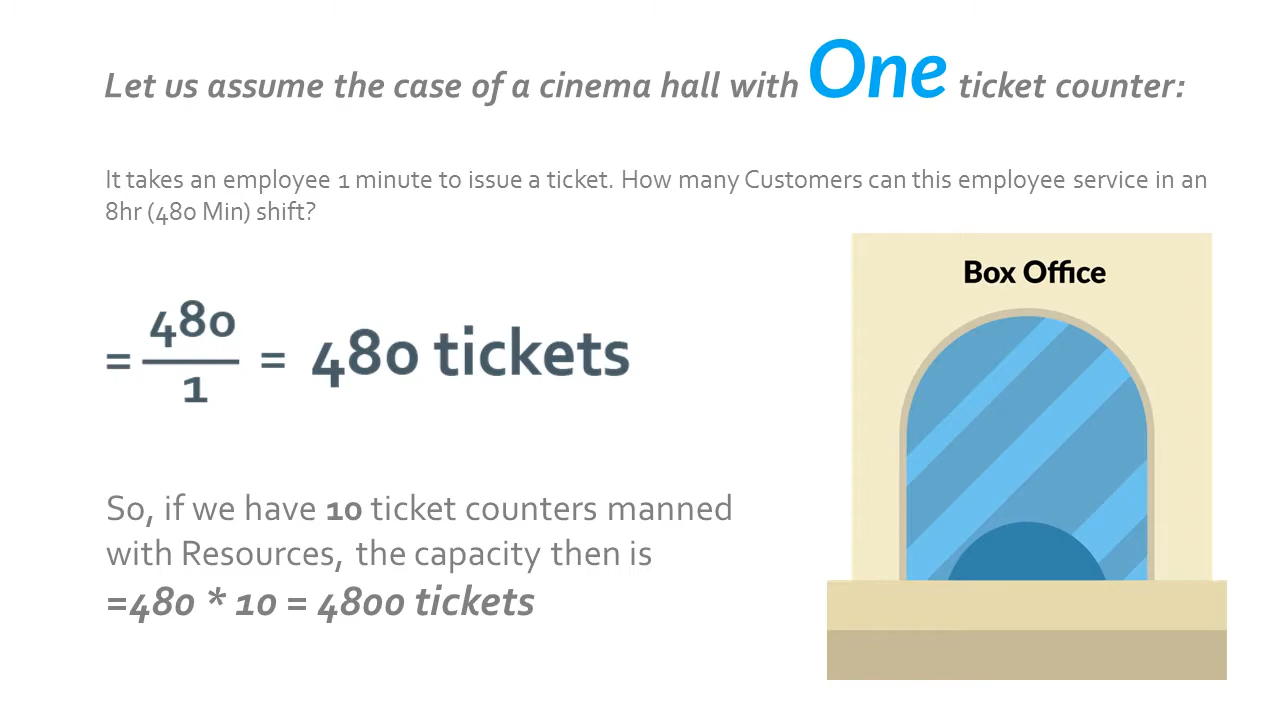 Let us assume the case of a cinema hall with One ticket counter:
It takes an employee 1 minute to issue a ticket. How many Customers can this employee service in an
8hr (480 Min) shift?
Box Office
= 480/1 = 480 tickets
So, if we have 10 ticket counters manned
with Resources, the capacity then is
=480 * 10 = 4800 tickets